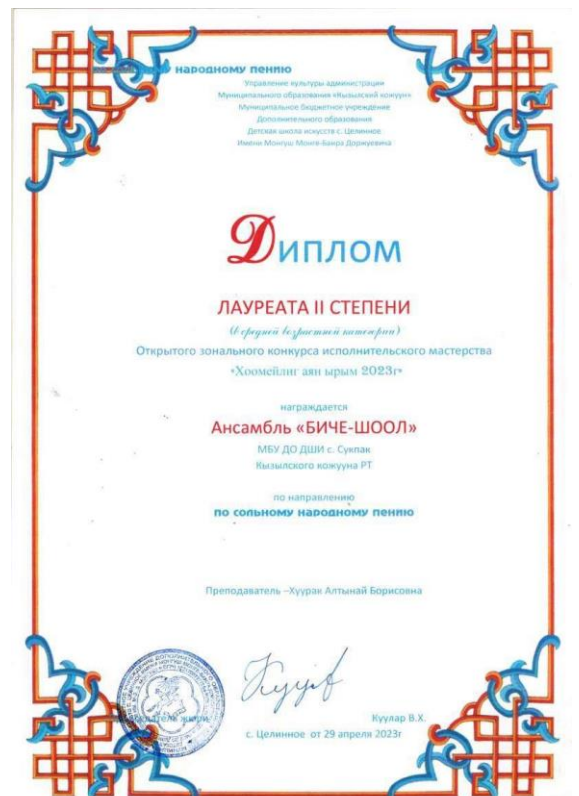 народному пению
Управление культуры администрации
Муниципального образования «Кызылский кожуун»
Муниципальное бюджетное учреждение
Дополнительного образования
Детская школа искусств с. Целинное
Имени Монгуш Монге-Баира Доржуевича
Диплом
ЛАУРЕАТА II СТЕПЕНИ
(в средней возрастной категории)
Открытого зонального конкурса исполнительского мастерства
«Хоомейлиг аян ырым 2023г»
награждается
Ансамбль «БИЧЕ-ШООЛ»
МБУ ДО ДШИ с. Сукпак
Кызылского кожууна РТ
по направлению
по сольному народному пению
Преподаватель –Хуурак Алтынай Борисовна
жюри
Куулар В.Х.
с. Целинное от 29 апреля 2023г